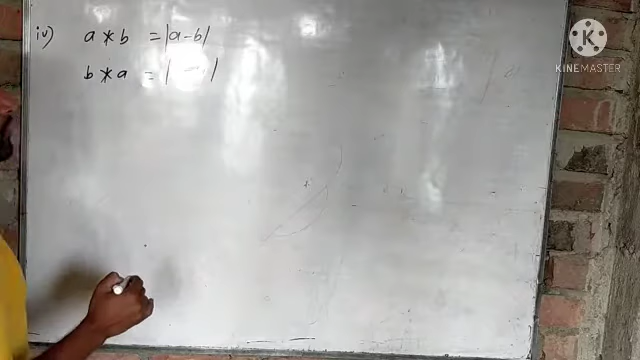 iv) a * b = |a-b|
b * a = | - |
KINEMASTER